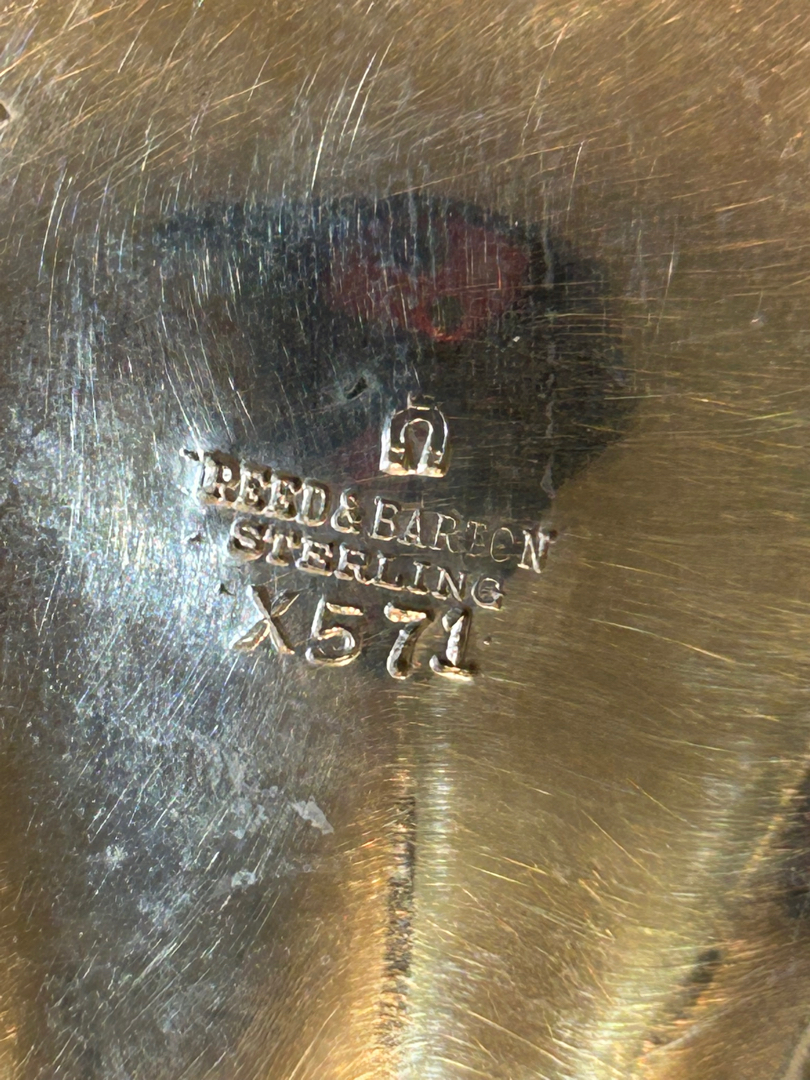 REED & BARTON
STERLING
X571